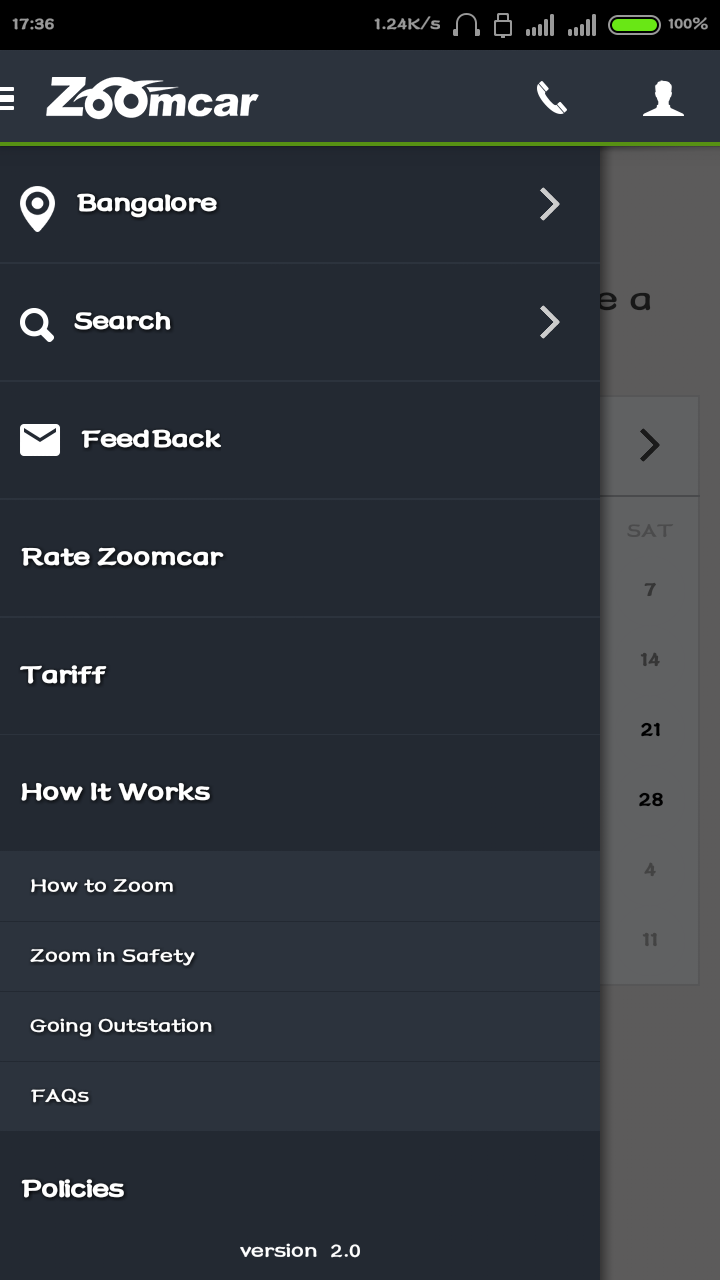 17:36 1.24K/s 100%
Zoomcar
Bangalore
e a
Search
FeedBack
SAT
Rate Zoomcar
7
14
Tariff
21
How It Works
28
How to Zoom
4
Zoom in Safety
11
Going Outstation
FAQs
Policies
version 2.0